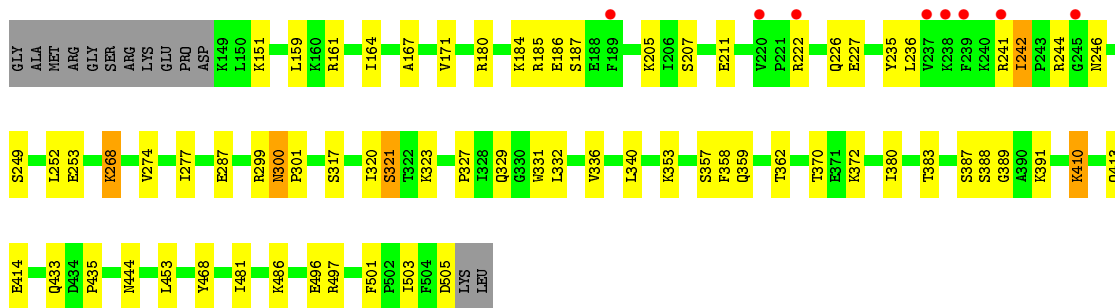 GLY ALA MET ARG GLY SER ARG LYS GLU PRO ASP K149 L150 K151 L159 K160 R161 I164 A167 V171 R180 K184 R185 E186 S187 E188 F189 K205 I206 S207 E211 V220 P221 R222 Q226 E227 Y235 L236 V237 K238 F239 K240 R241 I242 P243 R244 G245 N246
S249 L252 E253 K268 V274 I277 E287 R299 N300 P301 S317 I320 S321 T322 K323 P327 I328 Q329 G330 W331 L332 V336 L340 K353 S357 F358 Q359 T362 T370 E371 K372 I380 T383 S387 S388 G389 A390 K391 K410
E414 Q433 D434 P435 N444 L453 Y468 I481 K486 E496 R497 F501 P502 I503 F504 D505 LYS LEU